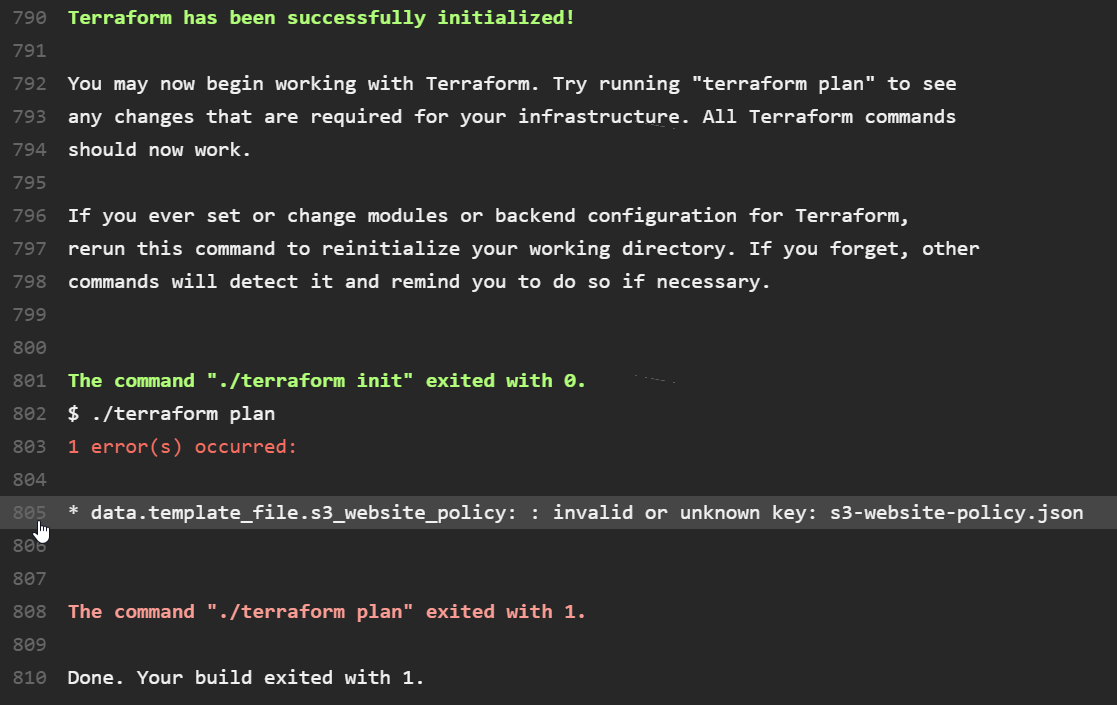 790 Terraform has been successfully initialized!
791
792 You may now begin working with Terraform. Try running "terraform plan" to see
793 any changes that are required for your infrastructure. All Terraform commands
794 should now work.
795
796 If you ever set or change modules or backend configuration for Terraform,
797 rerun this command to reinitialize your working directory. If you forget, other
798 commands will detect it and remind you to do so if necessary.
799
800
801 The command "./terraform init" exited with 0.
802 $ ./terraform plan
803 1 error(s) occurred:
804
805 * data.template_file.s3_website_policy: : invalid or unknown key: s3-website-policy.json
806
807
808 The command "./terraform plan" exited with 1.
809
810 Done. Your build exited with 1.